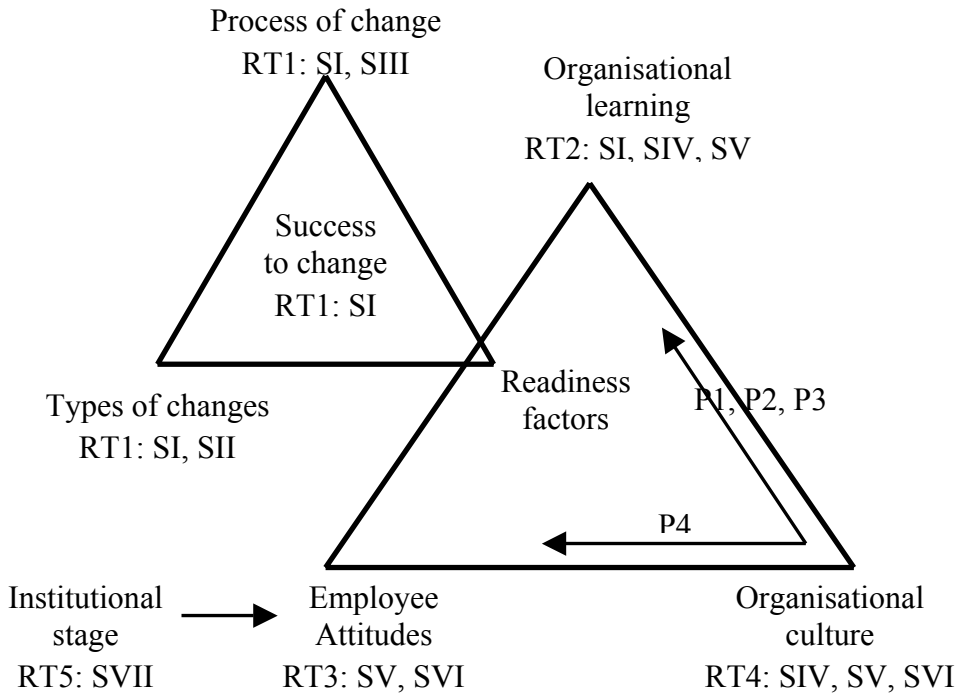 Process of change
RT1: SI, SIII
Organisational
learning
RT2: SI, SIV, SV
Success
to change
RT1: SI
Readiness
factors
P1, P2, P3
Types of changes
RT1: SI, SII
P4
Institutional
stage
RT5: SVII
Employee
Attitudes
RT3: SV, SVI
Organisational
culture
RT4: SIV, SV, SVI